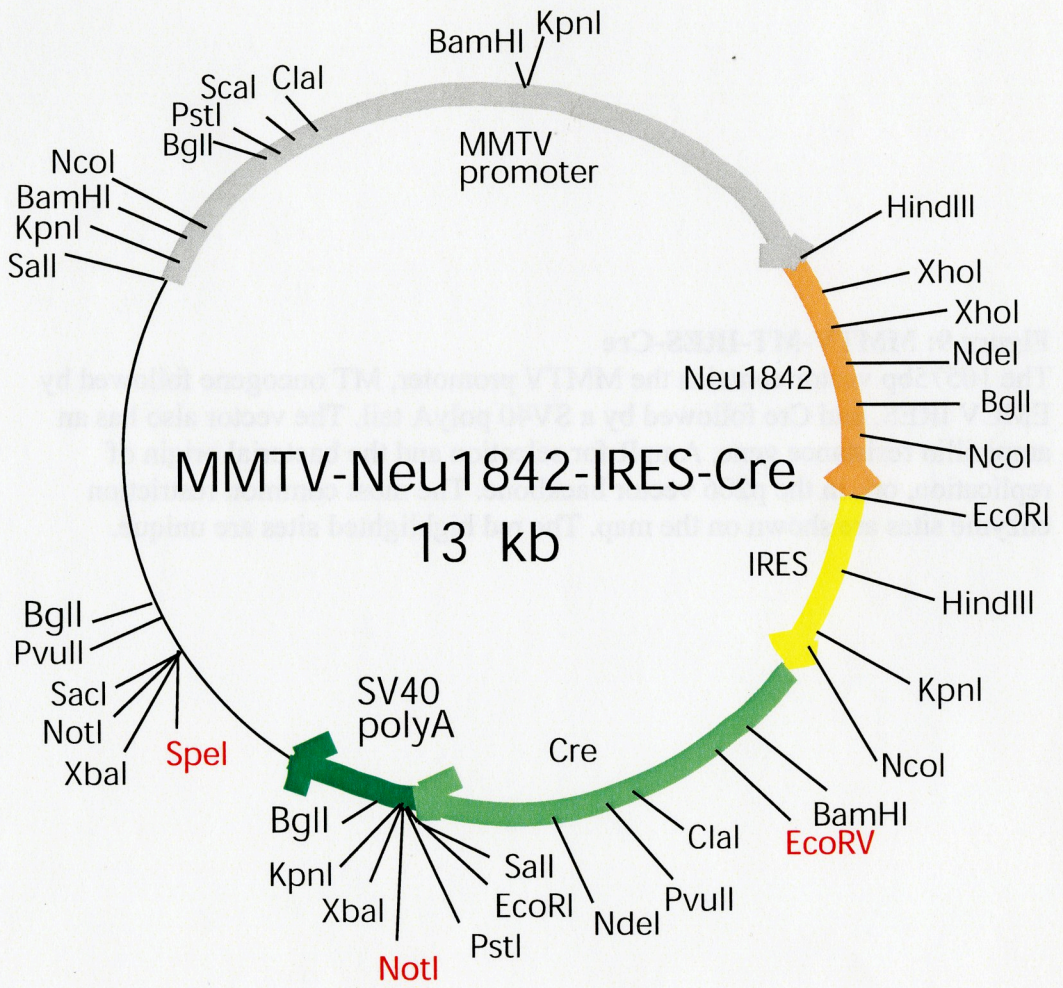 BamHI
KpnI
ClaI
ScaI
PstI
BglI
NcoI
BamHI
KpnI
SalI
MMTV
promoter
HindIII
XhoI
XhoI
NdeI
BglI
NcoI
EcoRI
Neu1842
MMTV-Neu1842-IRES-Cre
13 kb
IRES
HindIII
KpnI
NcoI
BamHI
EcoRV
ClaI
PvuII
NdeI
Cre
SalI
EcoRI
PstI
NotI
XbaI
KpnI
BglI
SV40
polyA
SpeI
XbaI
NotI
SacI
PvuII
BglI